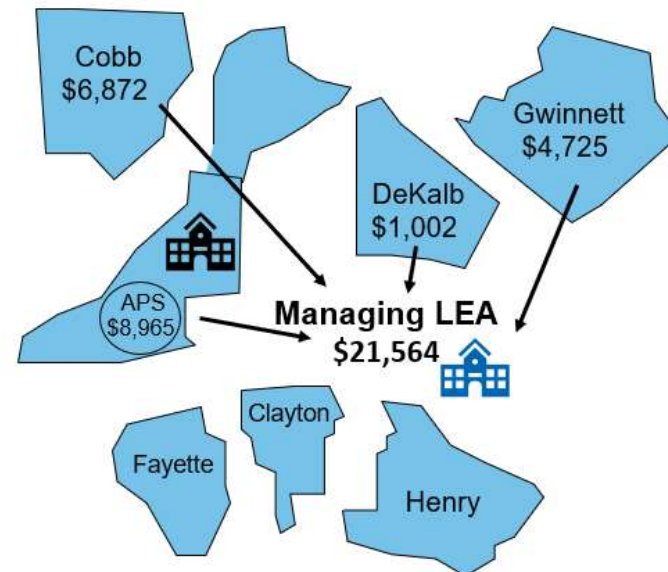 Cobb
$6,872
Gwinnett
$4,725
DeKalb
$1,002
APS
$8,965
Managing LEA
$21,564
Clayton
Fayette
Henry